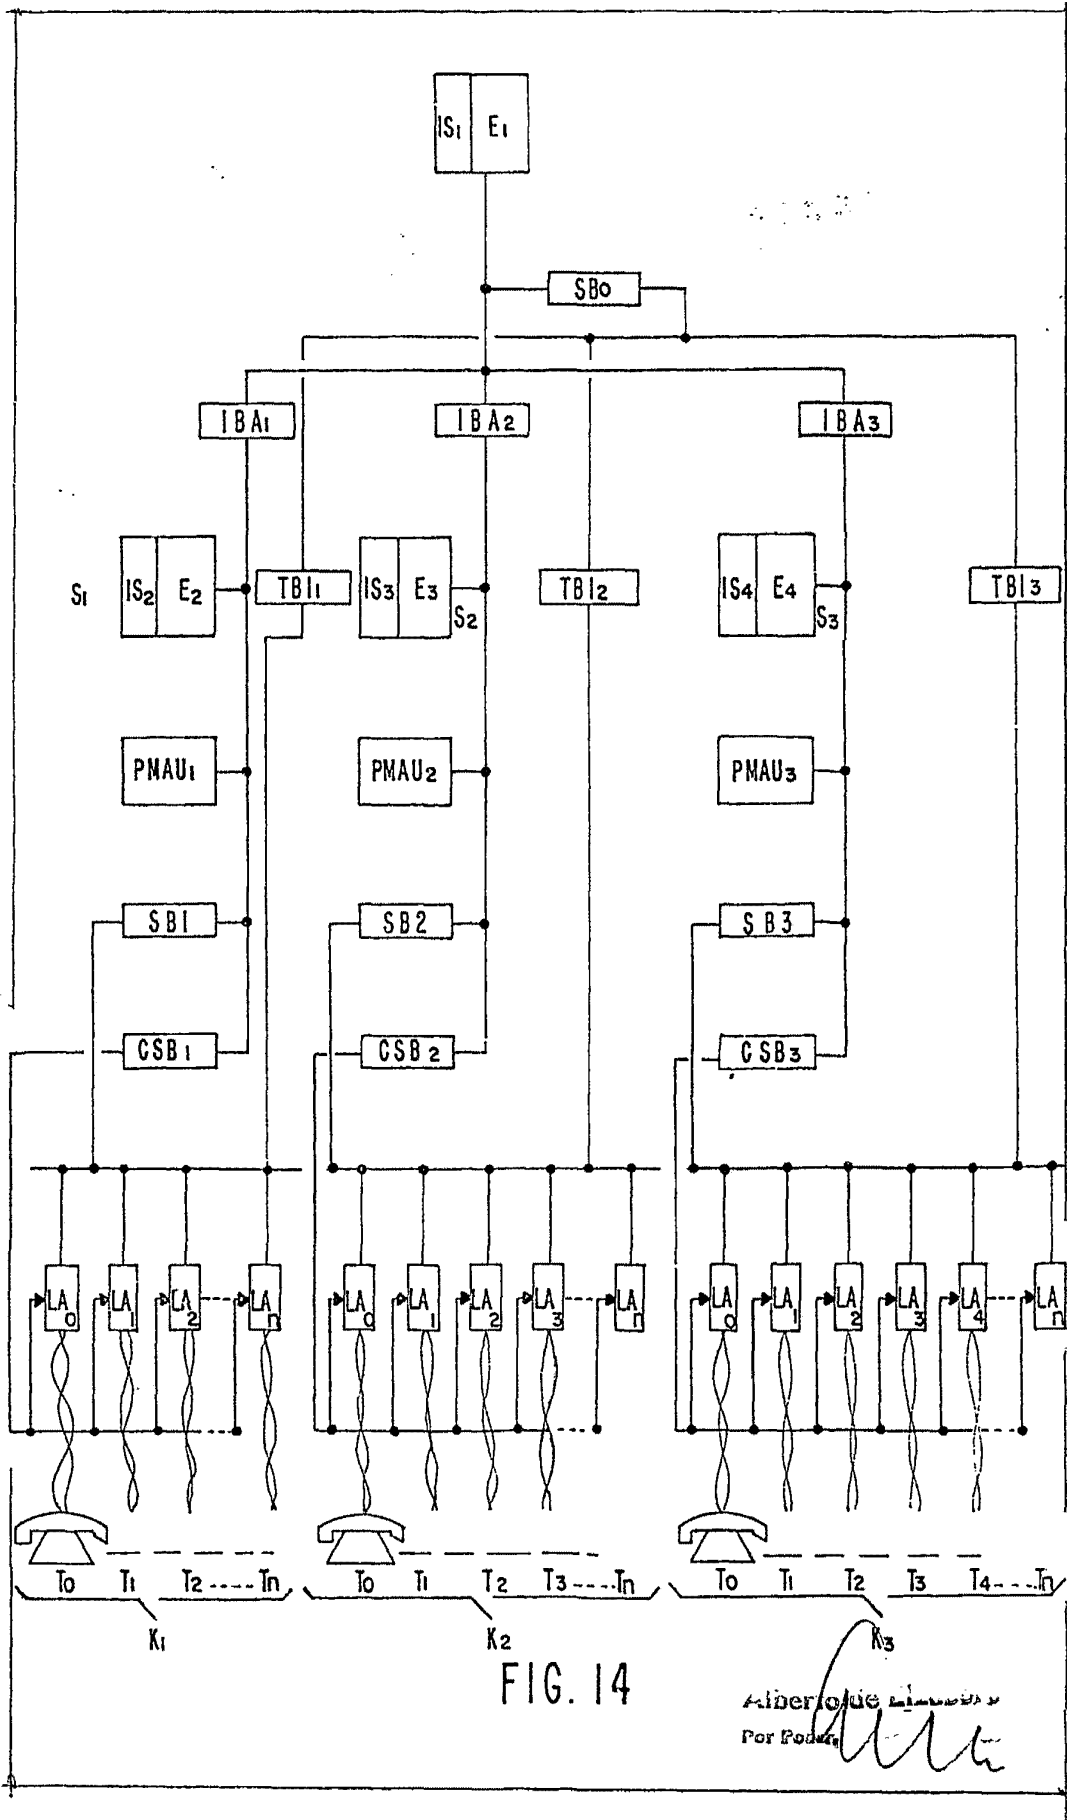 IS1 E1
SB0
IBA1 IBA2 IBA3
S1 IS2 E2 TBI1 IS3 E3 S2 TBI2 IS4 E4 S3 TBI3
PMAU1 PMAU2 PMAU3
SB1 SB2 SB3
CSB1 CSB2 CSB3
LA0 LA1 LA2 LAn LA0 LA1 LA2 LA3 LAn LA0 LA1 LA2 LA3 LA4 LAn
T0 T1 T2 ----- Tn T0 T1 T2 T3 ----- Tn T0 T1 T2 T3 T4 ---- Tn
K1 K2 K3
FIG. 14
Alberto de
Por Poder